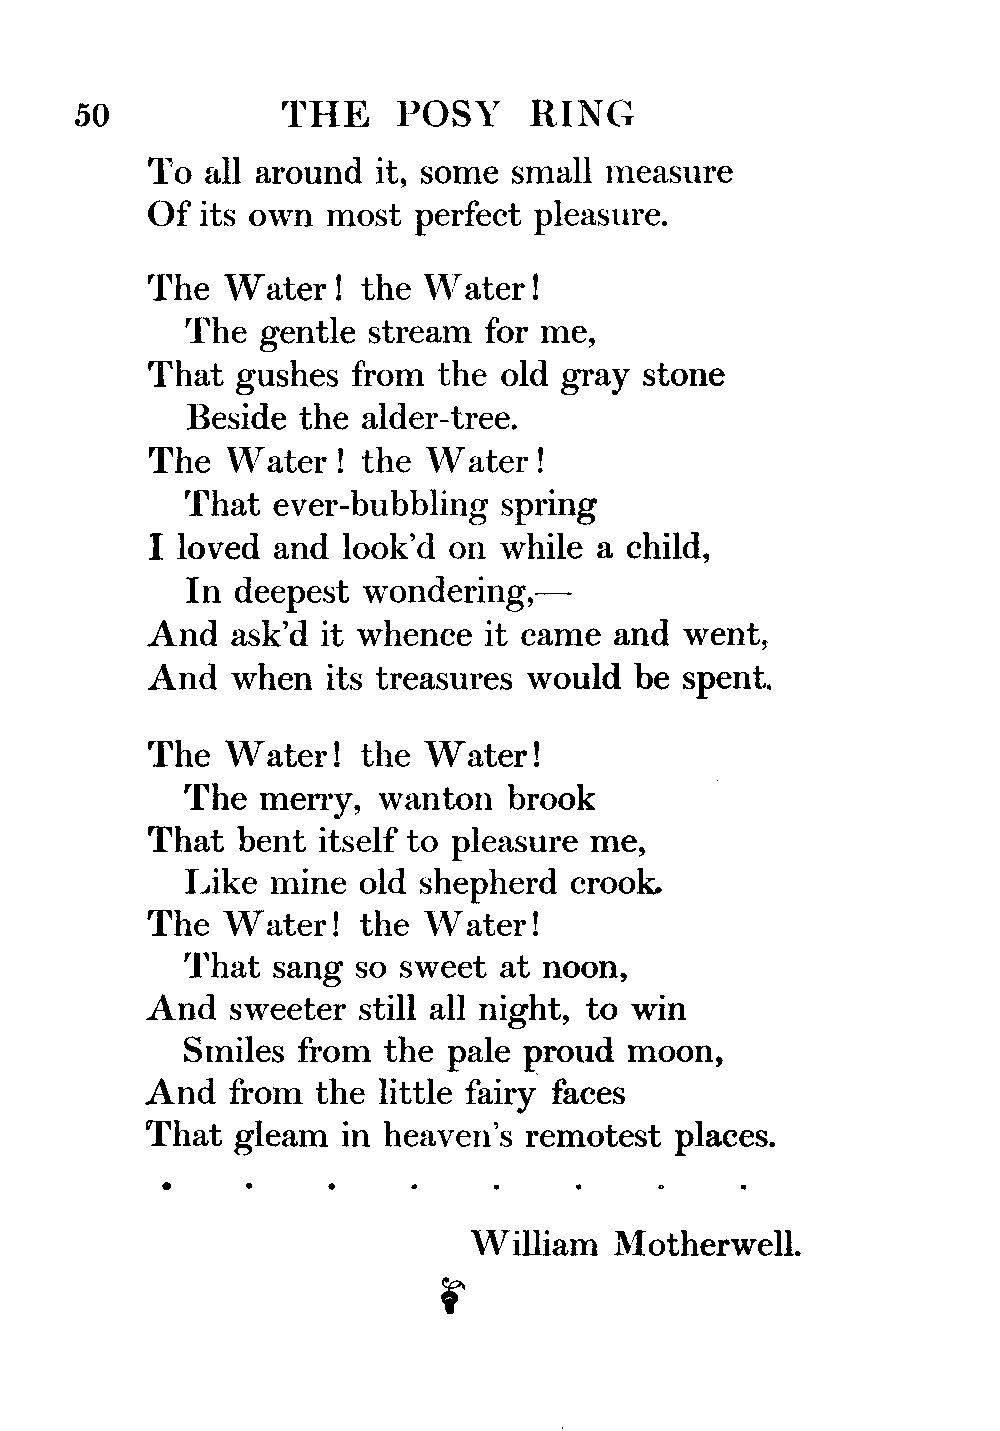 50 THE POSY RING
To all around it, some small measure
Of its own most perfect pleasure.
The Water! the Water!
The gentle stream for me,
That gushes from the old gray stone
Beside the alder-tree.
The Water! the Water!
That ever-bubbling spring
I loved and look'd on while a child,
In deepest wondering,—
And ask'd it whence it came and went,
And when its treasures would be spent.
The Water! the Water!
The merry, wanton brook
That bent itself to pleasure me,
Like mine old shepherd crook.
The Water! the Water!
That sang so sweet at noon,
And sweeter still all night, to win
Smiles from the pale proud moon,
And from the little fairy faces
That gleam in heaven's remotest places.
. . . . . . . .
William Motherwell.